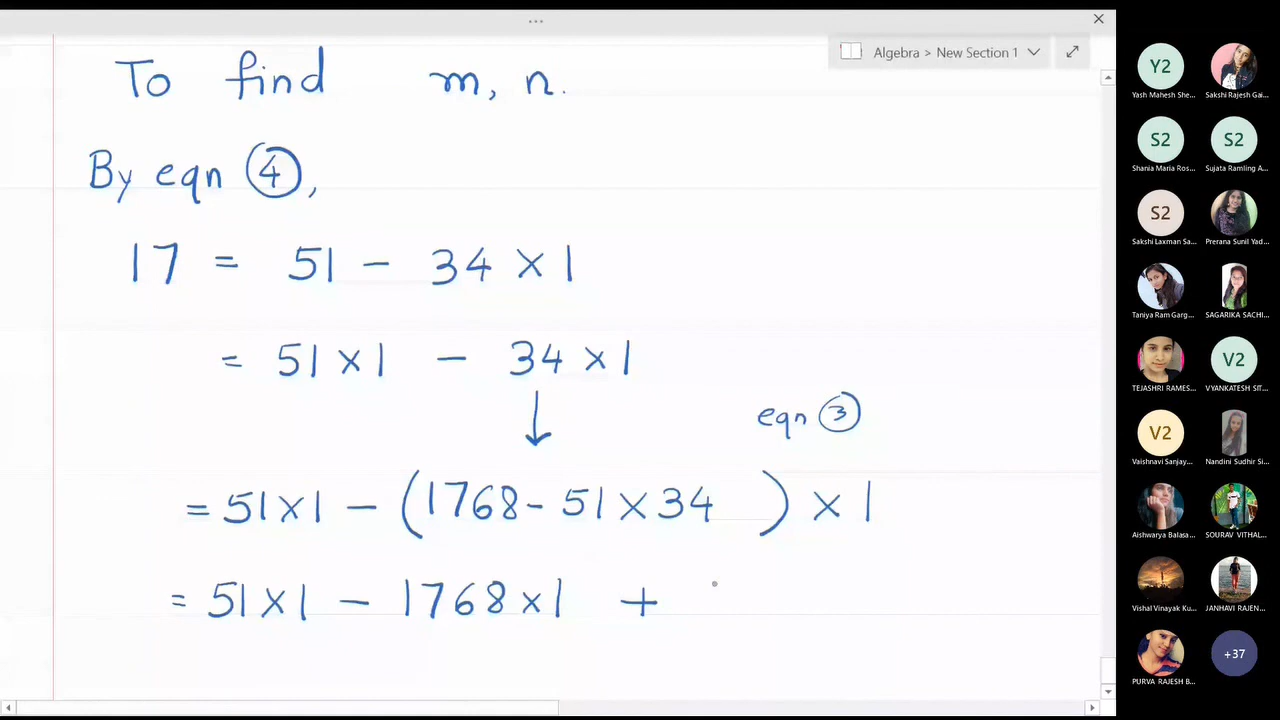 ...
Algebra > New Section 1
To find m, n.
By eqn ④,
17 = 51 - 34 × 1
= 51 × 1 - 34 × 1
↓
eqn ③
= 51 × 1 - (1768 - 51 × 34 ) × 1
= 51 × 1 - 1768 × 1 +
Y2
Yash Mahesh She...
Sakshi Rajesh Gai...
S2
Shania Maria Ros...
S2
Sujata Ramling A...
S2
Sakshi Laxman Sa...
Prerana Sunil Yad...
Taniya Ram Garg...
SAGARIKA SACHI...
TEJASHRI RAMES...
V2
VYANKATESH SIT...
V2
Vaishnavi Sanjay...
Nandini Sudhir Si...
Aishwarya Balasa...
SOURAV VITHAL...
Vishal Vinayak Ku...
JANHAVI RAJEN...
PURVA RAJESH B...
+37